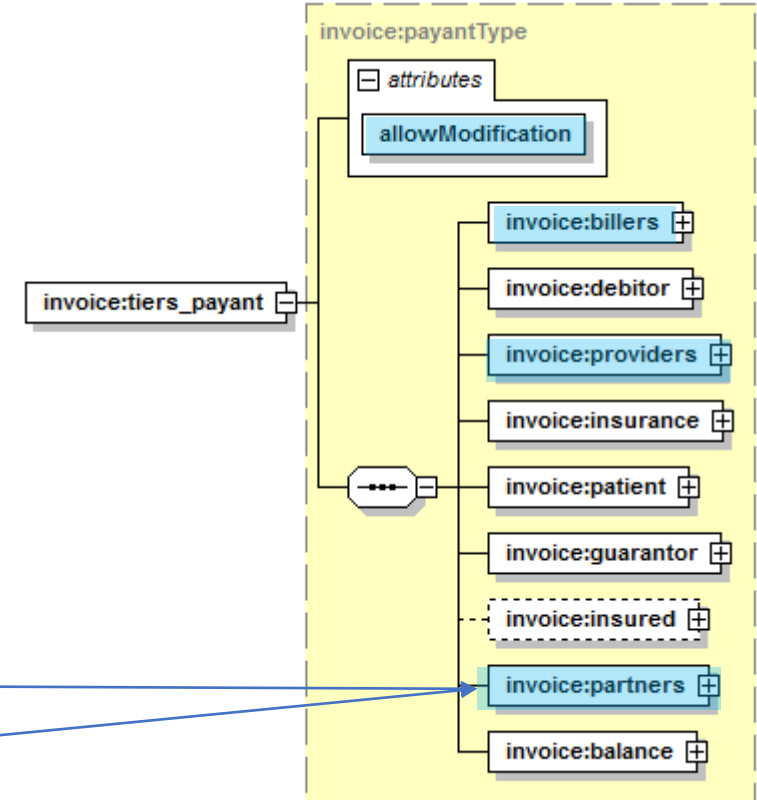 invoice:payantType
attributes
allowModification
invoice:billers
invoice:debitor
invoice:tiers_payant
invoice:providers
invoice:insurance
invoice:patient
invoice:guarantor
invoice:insured
invoice:partners
invoice:balance